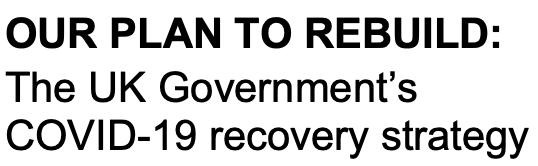 OUR PLAN TO REBUILD:
The UK Government’s
COVID-19 recovery strategy